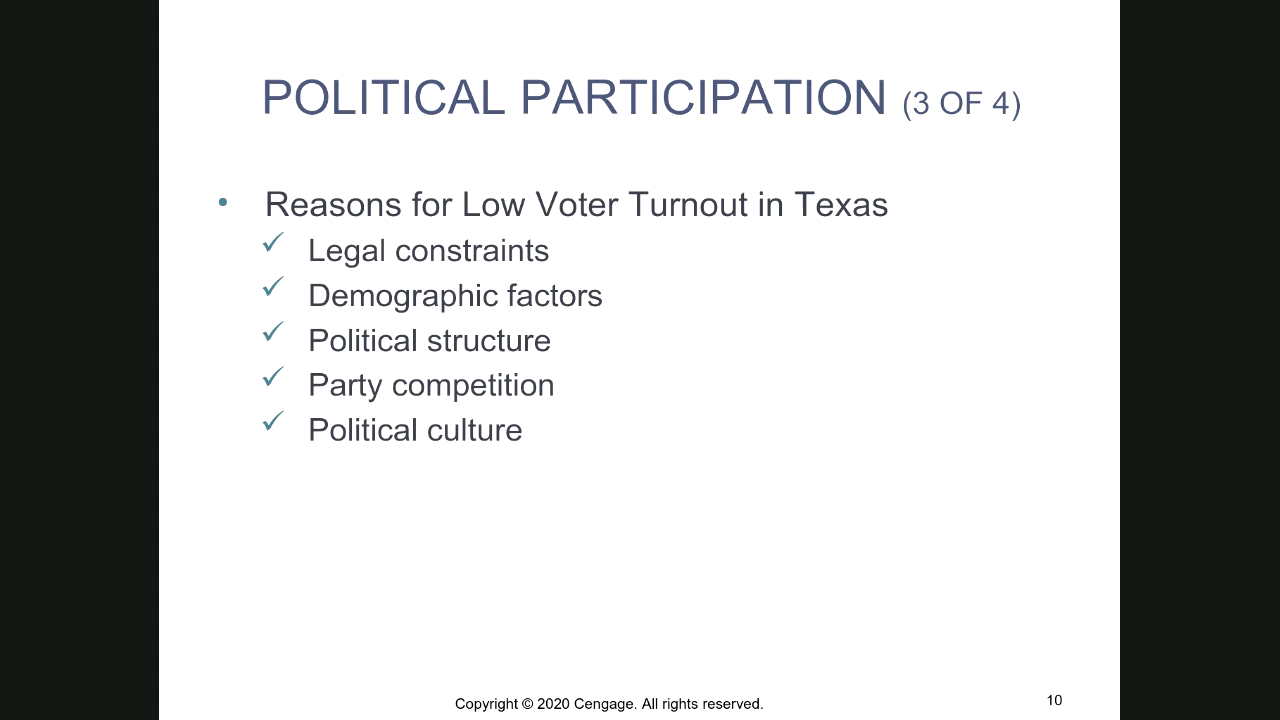 POLITICAL PARTICIPATION (3 OF 4)
• Reasons for Low Voter Turnout in Texas
✓ Legal constraints
✓ Demographic factors
✓ Political structure
✓ Party competition
✓ Political culture
Copyright © 2020 Cengage. All rights reserved.
10